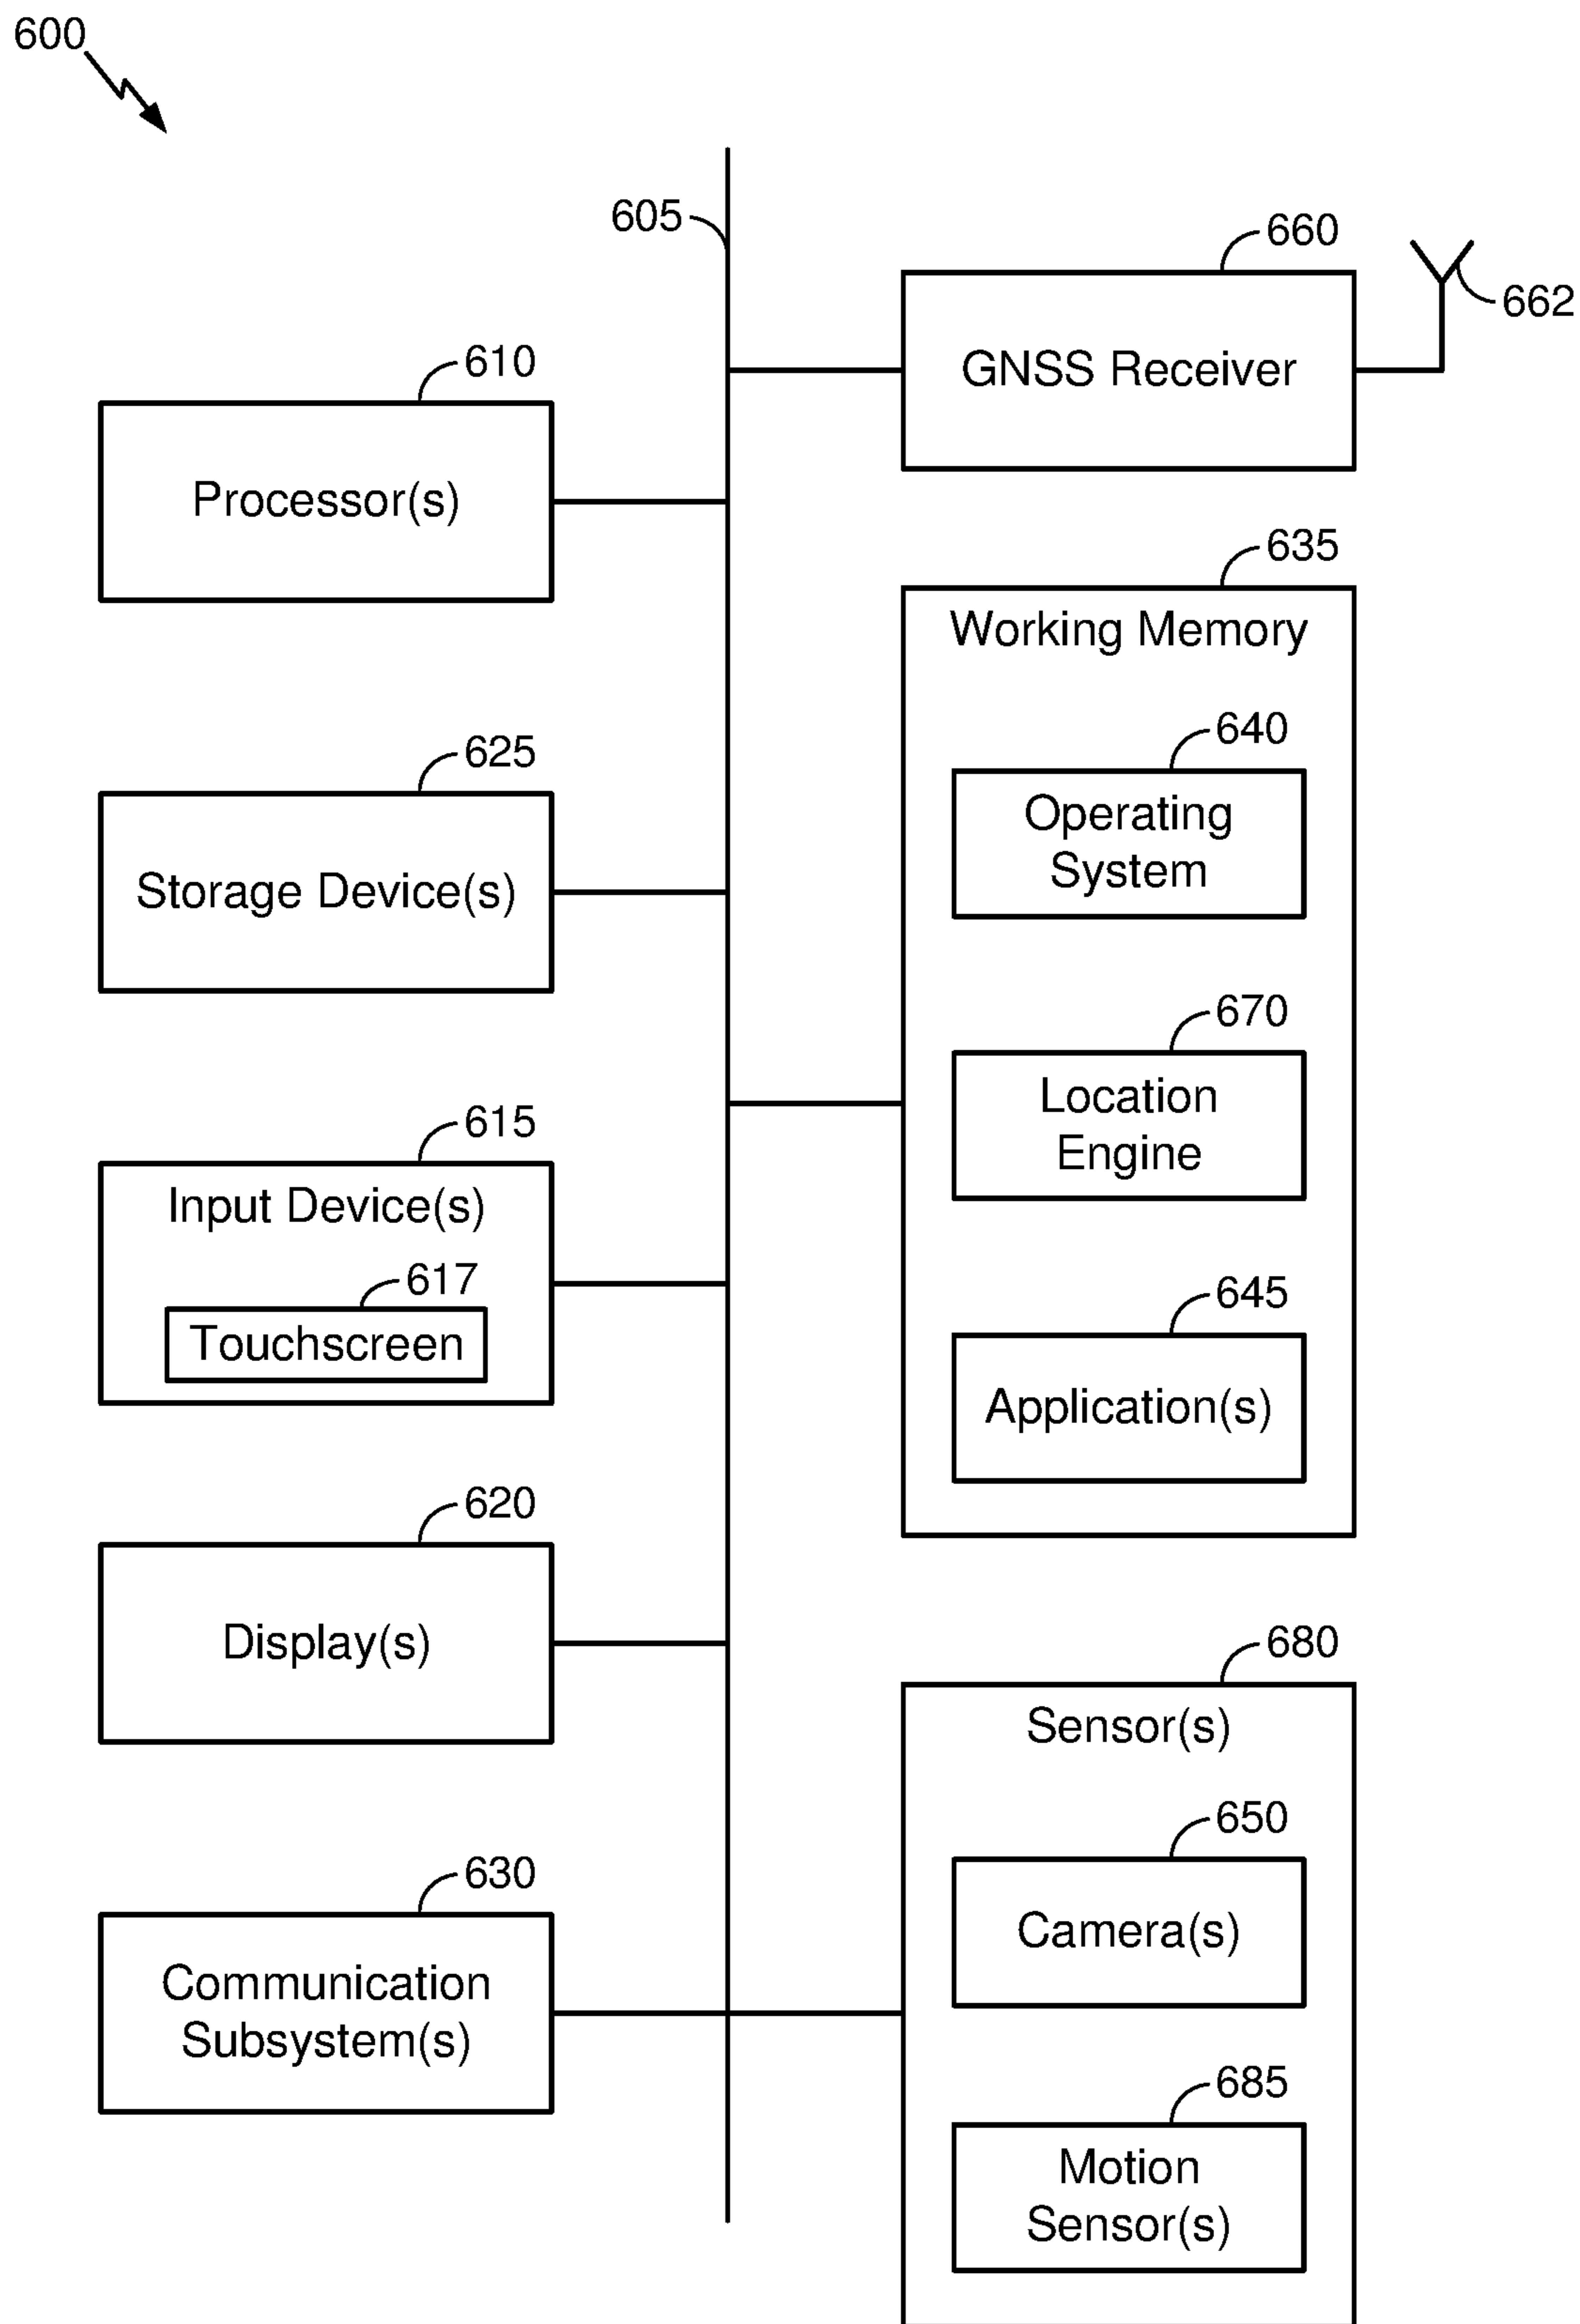 600
605
660
662
GNSS Receiver
610
Processor(s)
635
Working Memory
640
Operating
System
625
Storage Device(s)
670
Location
Engine
615
Input Device(s)
617
Touchscreen
645
Application(s)
620
Display(s)
680
Sensor(s)
650
Camera(s)
630
Communication
Subsystem(s)
685
Motion
Sensor(s)